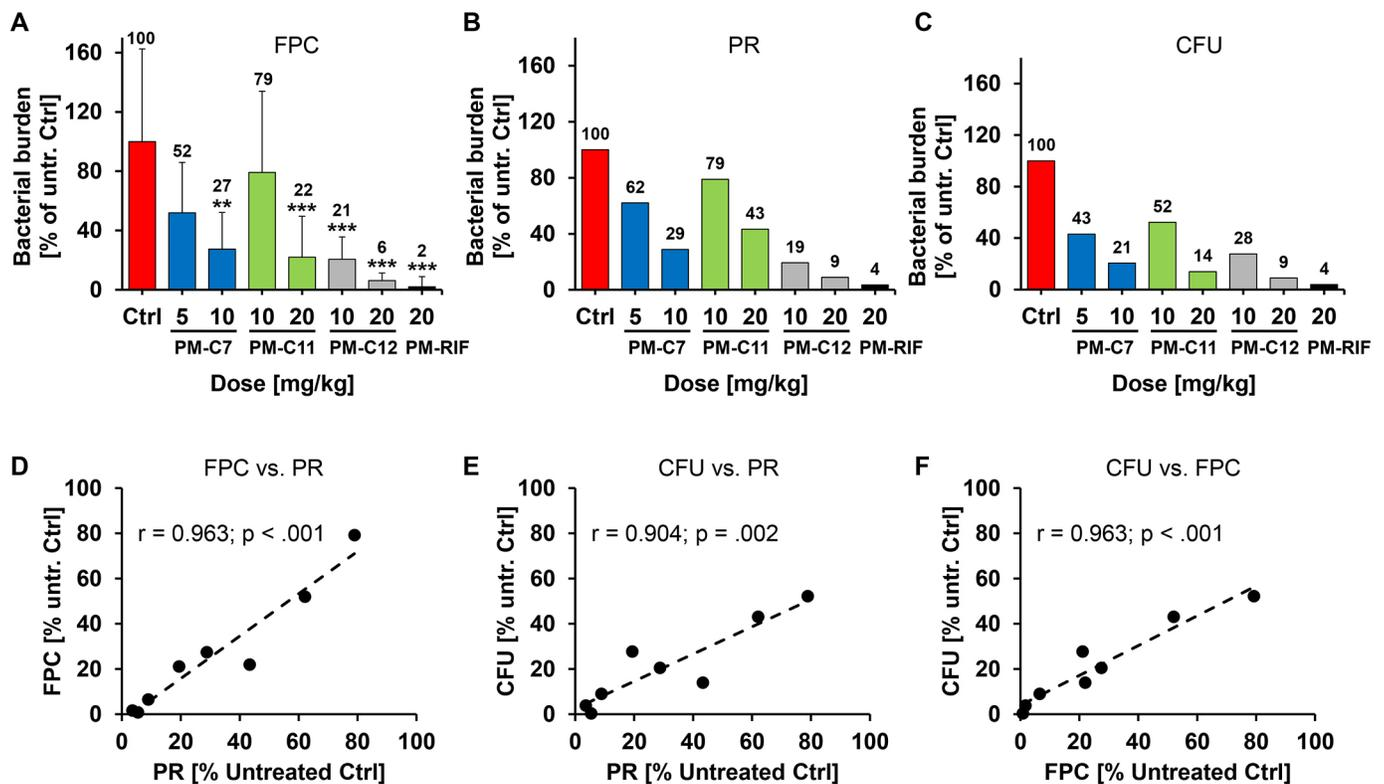 A
FPC
Bacterial burden
[% of untr. Ctrl]
160
120
80
40
0
100
52
27
**
79
22
***
21
***
6
***
2
***
Ctrl 5 10 10 20 10 20 20
PM-C7 PM-C11 PM-C12 PM-RIF
Dose [mg/kg]
B
PR
Bacterial burden
[% of untr. Ctrl]
160
120
80
40
0
100
62
29
79
43
19
9
4
Ctrl 5 10 10 20 10 20 20
PM-C7 PM-C11 PM-C12 PM-RIF
Dose [mg/kg]
C
CFU
Bacterial burden
[% of untr. Ctrl]
160
120
80
40
0
100
43
21
52
14
28
9
4
Ctrl 5 10 10 20 10 20 20
PM-C7 PM-C11 PM-C12 PM-RIF
Dose [mg/kg]
D
FPC vs. PR
FPC [% untr. Ctrl]
100
80
60
40
20
0
r = 0.963; p < .001
0 20 40 60 80 100
PR [% Untreated Ctrl]
E
CFU vs. PR
CFU [% untr. Ctrl]
100
80
60
40
20
0
r = 0.904; p = .002
0 20 40 60 80 100
PR [% Untreated Ctrl]
F
CFU vs. FPC
CFU [% untr. Ctrl]
100
80
60
40
20
0
r = 0.963; p < .001
0 20 40 60 80 100
FPC [% Untreated Ctrl]